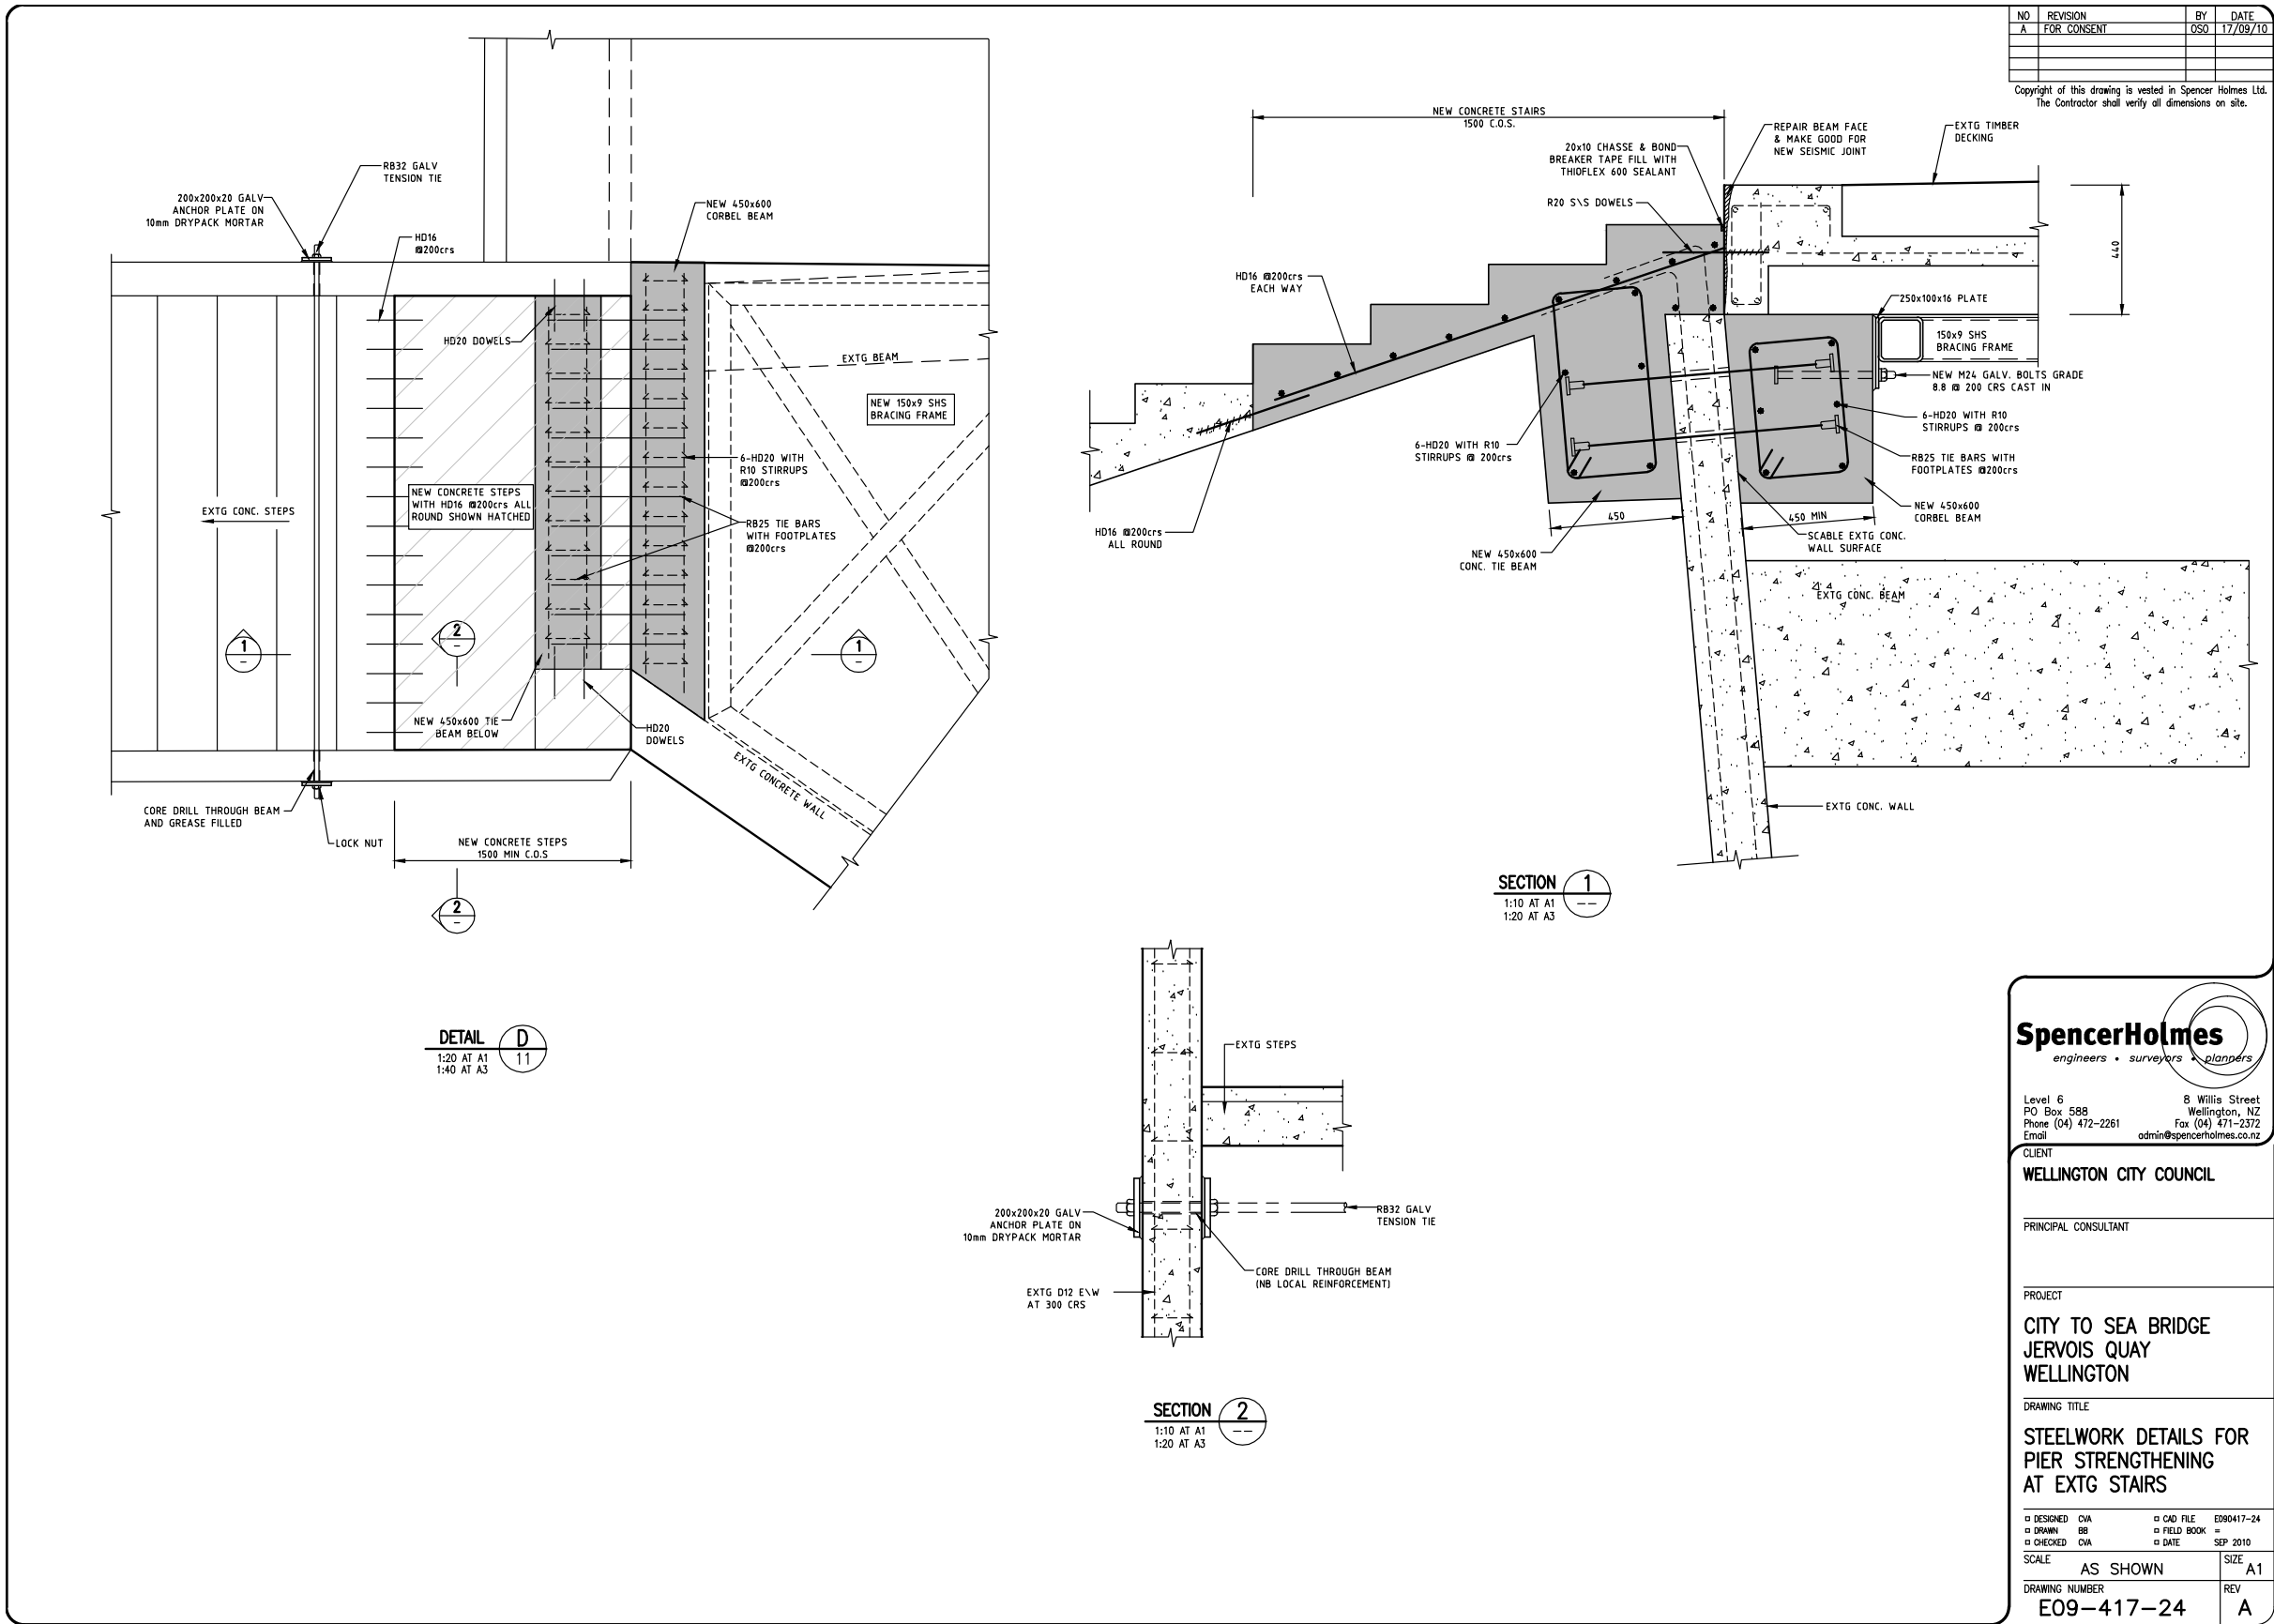 NO REVISION BY DATE
A FOR CONSENT OSO 17/09/10
Copyright of this drawing is vested in Spencer Holmes Ltd.
The Contractor shall verify all dimensions on site.
RB32 GALV
TENSION TIE
200x200x20 GALV
ANCHOR PLATE ON
10mm DRYPACK MORTAR
HD16
@200crs
NEW 450x600
CORBEL BEAM
HD20 DOWELS
EXTG BEAM
NEW 150x9 SHS
BRACING FRAME
6-HD20 WITH
R10 STIRRUPS
@200crs
NEW CONCRETE STEPS
WITH HD16 @200crs ALL
ROUND SHOWN HATCHED
EXTG CONC. STEPS
RB25 TIE BARS
WITH FOOTPLATES
@200crs
1
-
2
-
1
-
NEW 450x600 TIE
BEAM BELOW
HD20
DOWELS
EXTG CONCRETE WALL
CORE DRILL THROUGH BEAM
AND GREASE FILLED
LOCK NUT
NEW CONCRETE STEPS
1500 MIN C.O.S
2
-
DETAIL D
11
1:20 AT A1
1:40 AT A3
NEW CONCRETE STAIRS
1500 C.O.S.
20x10 CHASSE & BOND
BREAKER TAPE FILL WITH
THIOFLEX 600 SEALANT
REPAIR BEAM FACE
& MAKE GOOD FOR
NEW SEISMIC JOINT
EXTG TIMBER
DECKING
R20 S\S DOWELS
440
HD16 @200crs
EACH WAY
250x100x16 PLATE
150x9 SHS
BRACING FRAME
NEW M24 GALV. BOLTS GRADE
8.8 @ 200 CRS CAST IN
6-HD20 WITH R10
STIRRUPS @ 200crs
6-HD20 WITH R10
STIRRUPS @ 200crs
RB25 TIE BARS WITH
FOOTPLATES @200crs
NEW 450x600
CORBEL BEAM
450
450 MIN
HD16 @200crs
ALL ROUND
SCABLE EXTG CONC.
WALL SURFACE
NEW 450x600
CONC. TIE BEAM
EXTG CONC. BEAM
EXTG CONC. WALL
SECTION 1
--
1:10 AT A1
1:20 AT A3
EXTG STEPS
200x200x20 GALV
ANCHOR PLATE ON
10mm DRYPACK MORTAR
RB32 GALV
TENSION TIE
CORE DRILL THROUGH BEAM
(NB LOCAL REINFORCEMENT)
EXTG D12 E\W
AT 300 CRS
SECTION 2
--
1:10 AT A1
1:20 AT A3
SpencerHolmes
engineers • surveyors • planners
Level 6 8 Willis Street
PO Box 588 Wellington, NZ
Phone (04) 472-2261 Fax (04) 471-2372
Email admin@spencerholmes.co.nz
CLIENT
WELLINGTON CITY COUNCIL
PRINCIPAL CONSULTANT
PROJECT
CITY TO SEA BRIDGE
JERVOIS QUAY
WELLINGTON
DRAWING TITLE
STEELWORK DETAILS FOR
PIER STRENGTHENING
AT EXTG STAIRS
DESIGNED CVA CAD FILE E090417-24
DRAWN BB FIELD BOOK =
CHECKED CVA DATE SEP 2010
SCALE AS SHOWN SIZE A1
DRAWING NUMBER REV
E09-417-24 A